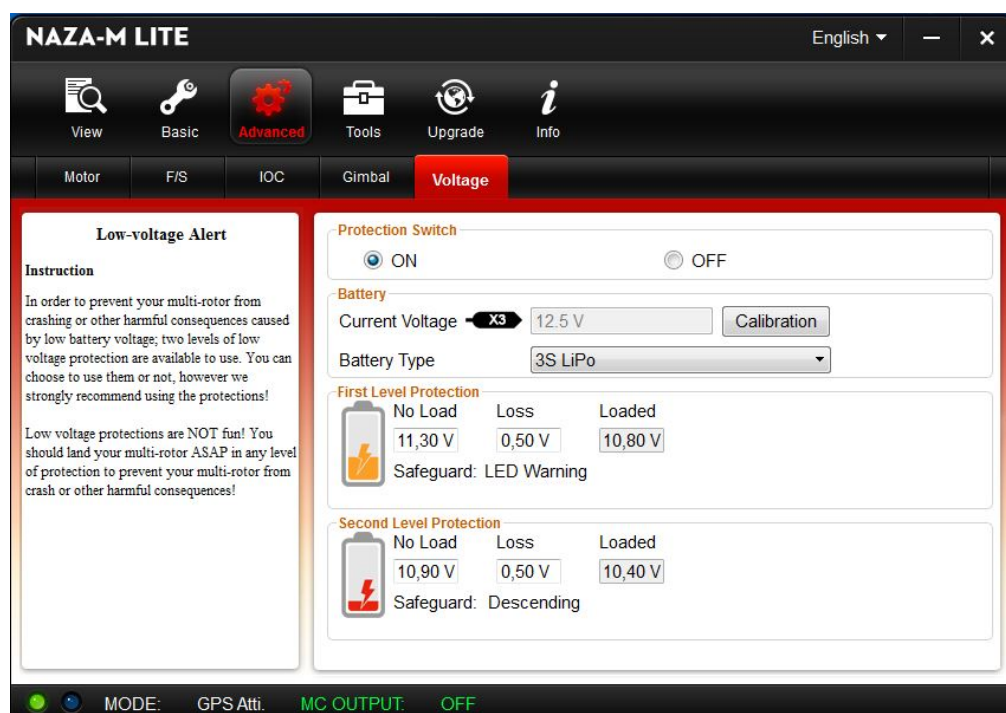 NAZA-M LITE
English
View Basic Advanced Tools Upgrade Info
Motor F/S IOC Gimbal Voltage
Low-voltage Alert
Instruction
In order to prevent your multi-rotor from
crashing or other harmful consequences caused
by low battery voltage; two levels of low
voltage protection are available to use. You can
choose to use them or not, however we
strongly recommend using the protections!
Low voltage protections are NOT fun! You
should land your multi-rotor ASAP in any level
of protection to prevent your multi-rotor from
crash or other harmful consequences!
Protection Switch
ON OFF
Battery
Current Voltage X3 12.5 V Calibration
Battery Type 3S LiPo
First Level Protection
No Load Loss Loaded
11,30 V 0,50 V 10,80 V
Safeguard: LED Warning
Second Level Protection
No Load Loss Loaded
10,90 V 0,50 V 10,40 V
Safeguard: Descending
MODE: GPS Atti. MC OUTPUT: OFF